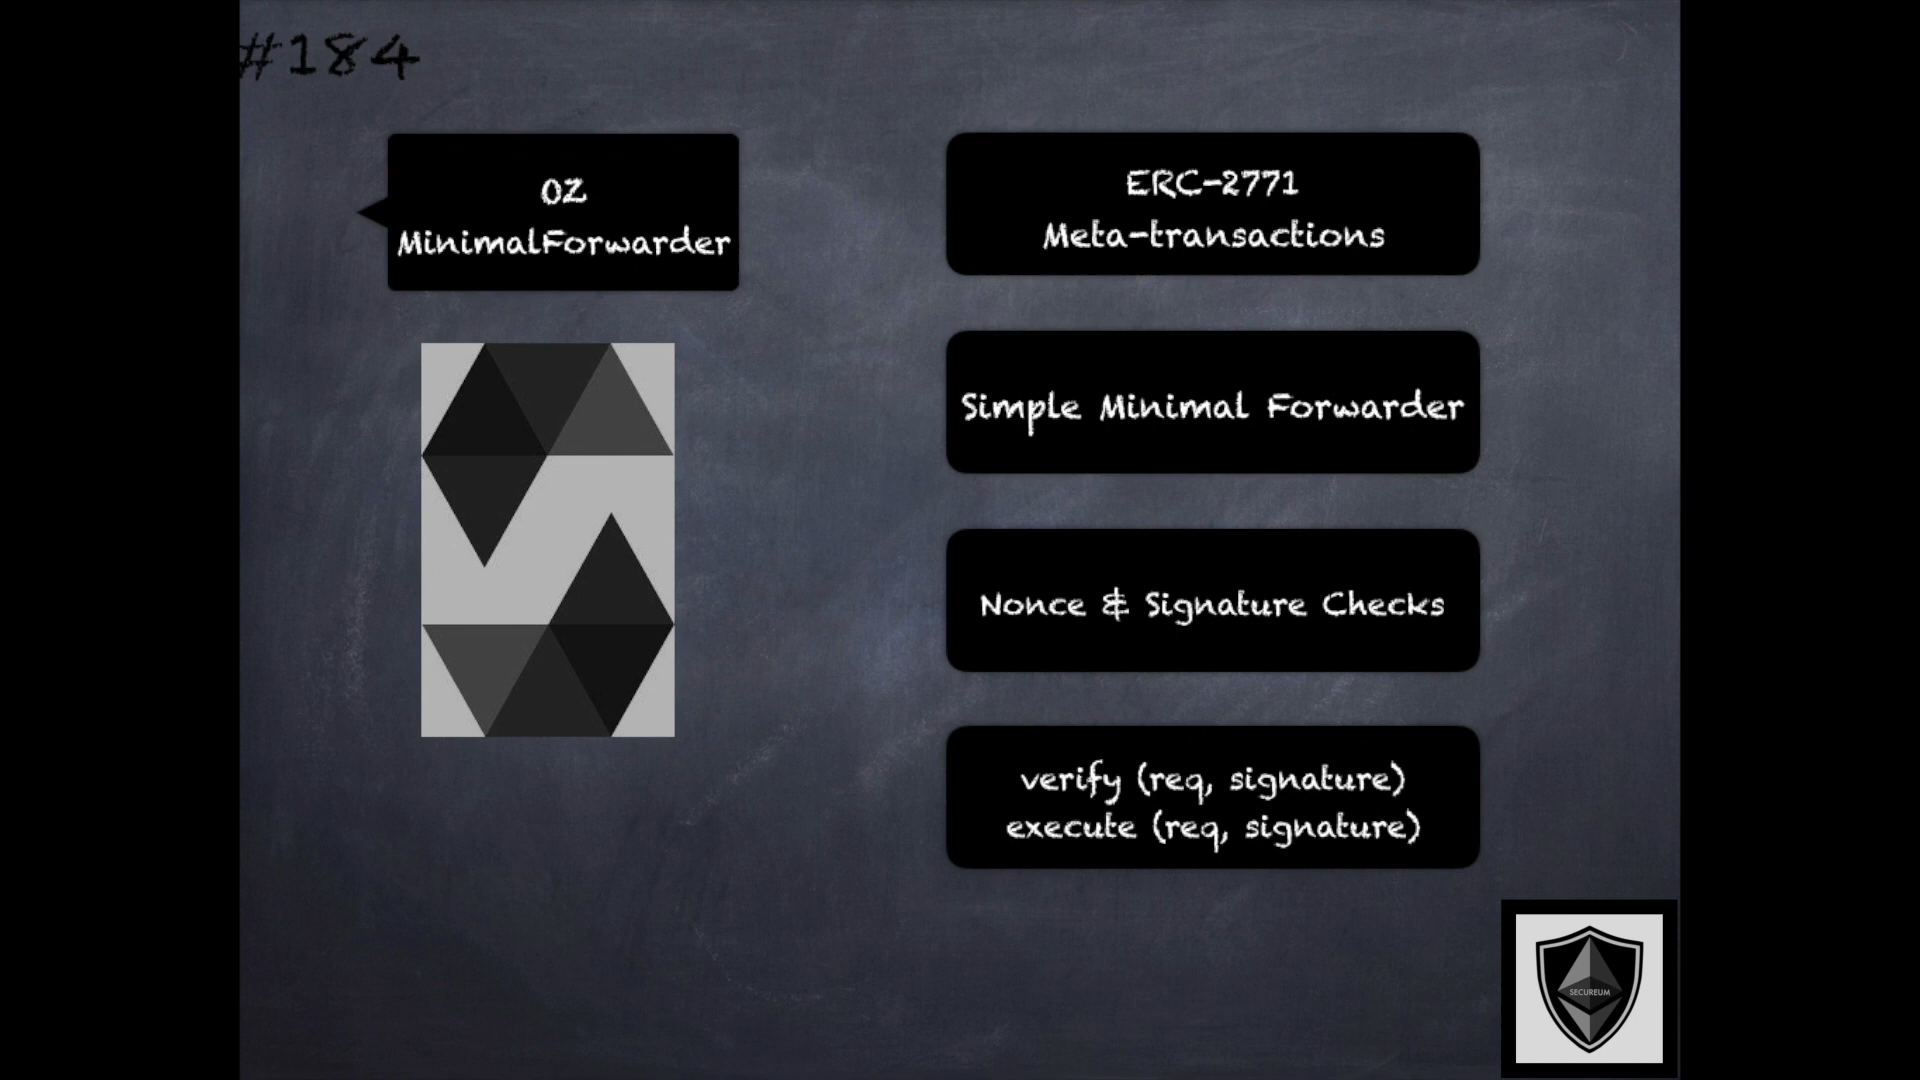 #184
OZ
MinimalForwarder
ERC-2771
Meta-transactions
Simple Minimal Forwarder
Nonce & Signature Checks
verify (req, signature)
execute (req, signature)
SECUREUM